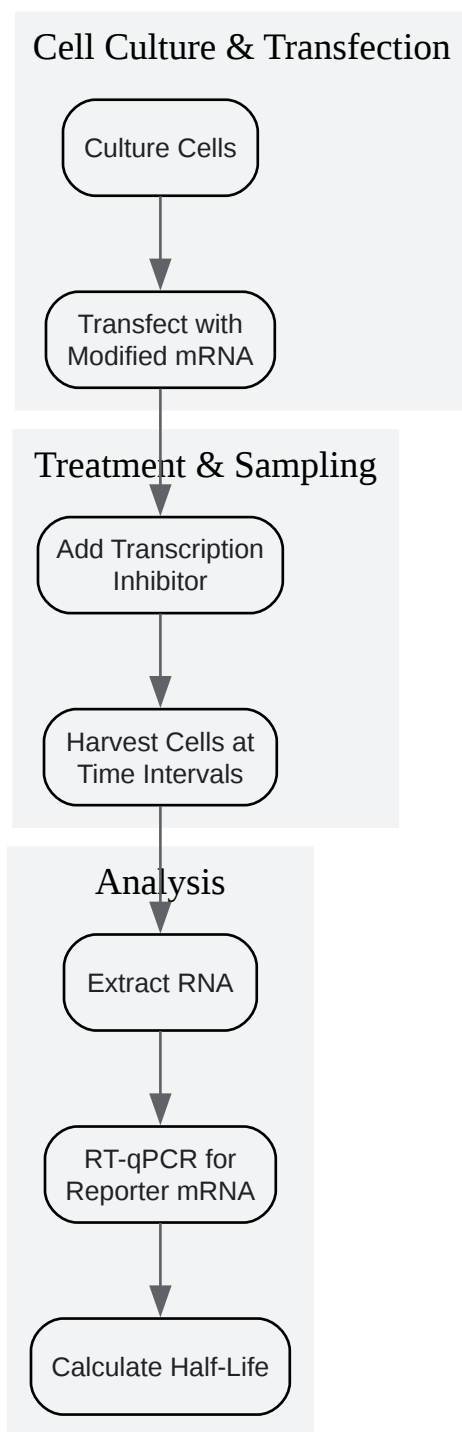 Cell Culture & Transfection
Culture Cells
Transfect with
Modified mRNA
Treatment & Sampling
Add Transcription
Inhibitor
Harvest Cells at
Time Intervals
Analysis
Extract RNA
RT-qPCR for
Reporter mRNA
Calculate Half-Life